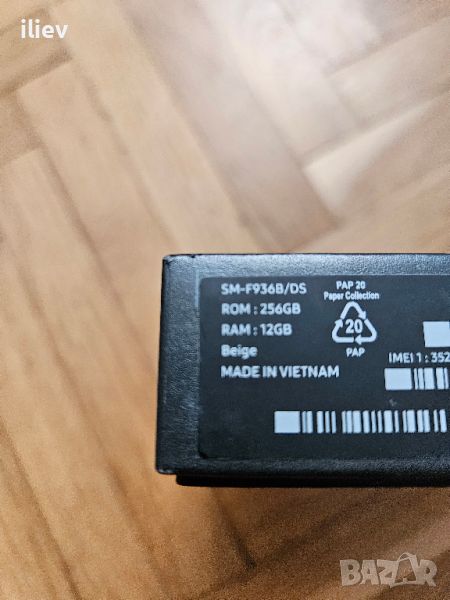 iliev
SM-F936B/DS
ROM : 256GB
RAM : 12GB
Beige
MADE IN VIETNAM
PAP 20
Paper Collection
20
PAP
IMEI 1 : 352
BAZAR